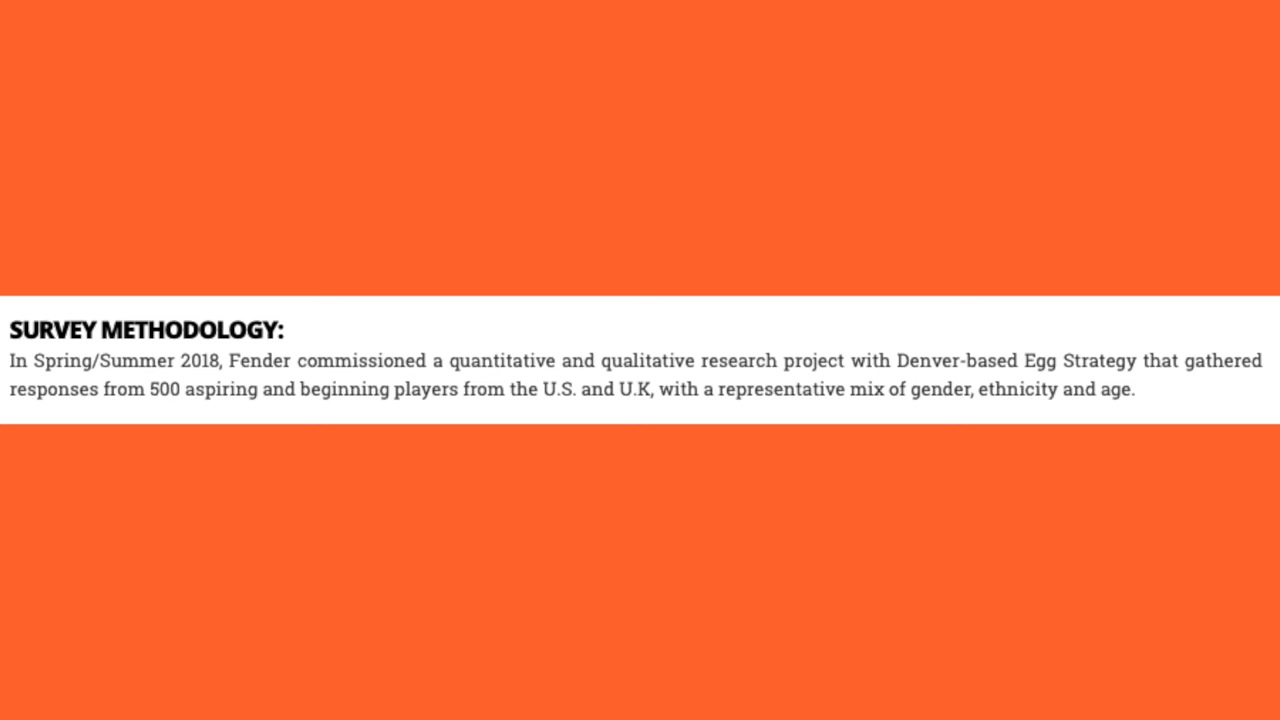 SURVEY METHODOLOGY:
In Spring/Summer 2018, Fender commissioned a quantitative and qualitative research project with Denver-based Egg Strategy that gathered
responses from 500 aspiring and beginning players from the U.S. and U.K, with a representative mix of gender, ethnicity and age.